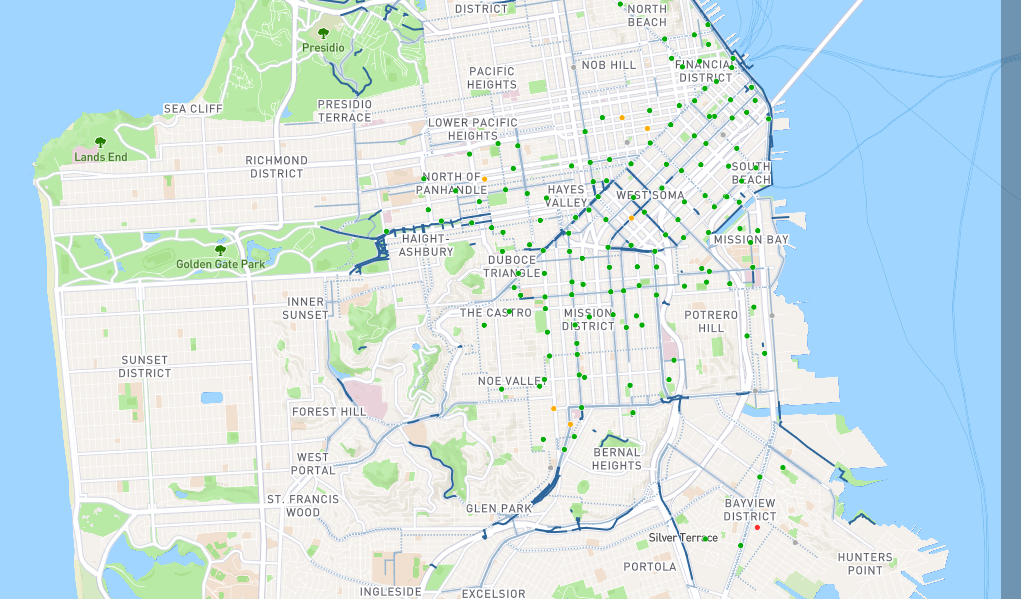 DISTRICT
NORTH
BEACH
Presidio
NOB HILL
FINANCIAL
DISTRICT
PACIFIC
HEIGHTS
SEA CLIFF
PRESIDIO
TERRACE
LOWER PACIFIC
HEIGHTS
Lands End
RICHMOND
DISTRICT
SOUTH
BEACH
NORTH OF
PANHANDLE
HAYES
VALLEY
WEST SOMA
HAIGHT-
ASHBURY
MISSION BAY
Golden Gate Park
DUBOCE
TRIANGLE
INNER
SUNSET
THE CASTRO
MISSION
DISTRICT
POTRERO
HILL
SUNSET
DISTRICT
NOE VALLEY
FOREST HILL
WEST
PORTAL
BERNAL
HEIGHTS
ST. FRANCIS
WOOD
GLEN PARK
BAYVIEW
DISTRICT
Silver Terrace
HUNTERS
POINT
PORTOLA
INGLESIDE
EXCELSIOR